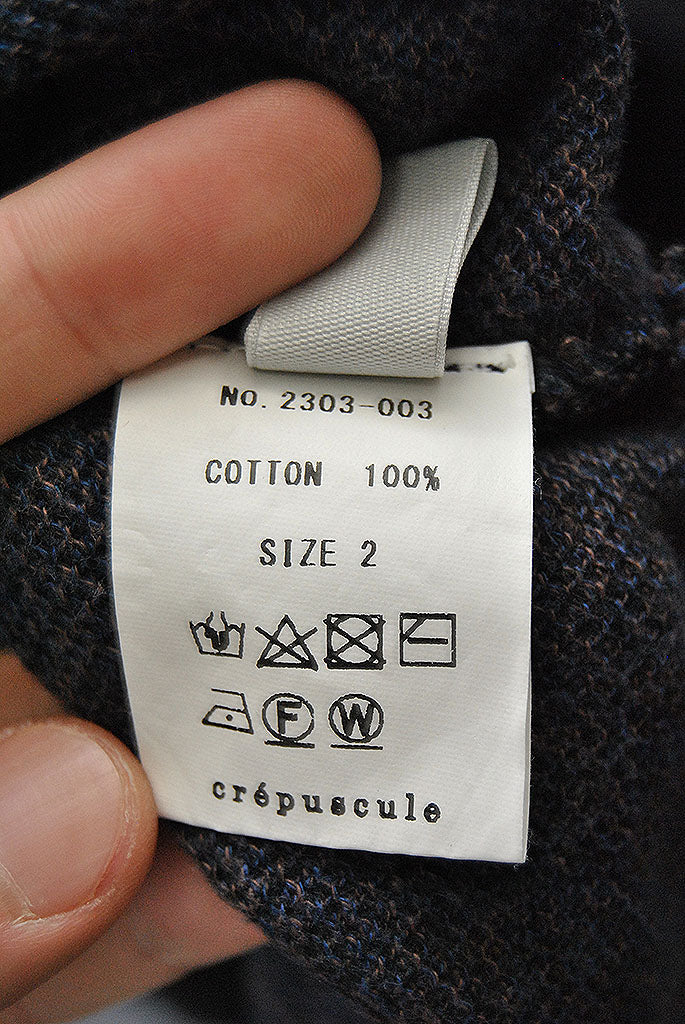 NO. 2303-003
COTTON 100%
SIZE 2
F W
crépuscule